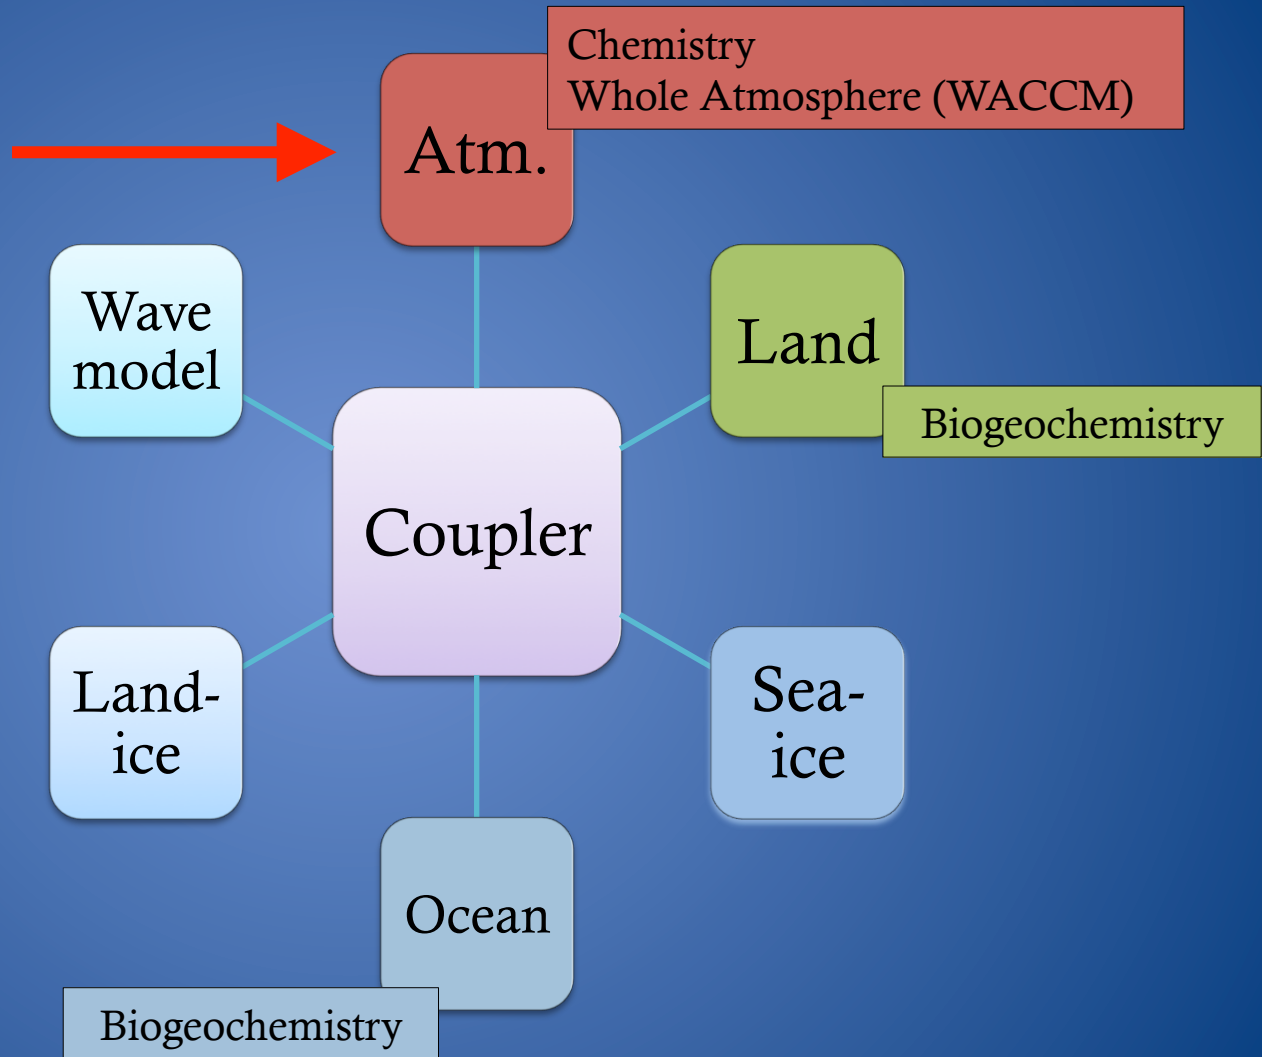 Chemistry
Whole Atmosphere (WACCM)
Atm.
Wave
model
Land
Biogeochemistry
Coupler
Land-
ice
Sea-
ice
Ocean
Biogeochemistry